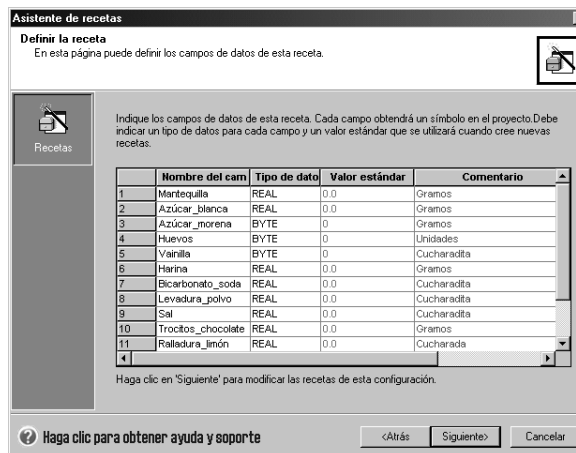 Asistente de recetas
Definir la receta
En esta página puede definir los campos de datos de esta receta.
Recetas
Indique los campos de datos de esta receta. Cada campo obtendrá un símbolo en el proyecto.Debe
indicar un tipo de datos para cada campo y un valor estándar que se utilizará cuando cree nuevas
recetas.
Nombre del cam Tipo de dato Valor estándar Comentario
1 Mantequilla REAL 0.0 Gramos
2 Azúcar_blanca REAL 0.0 Gramos
3 Azúcar_morena BYTE 0 Gramos
4 Huevos BYTE 0 Unidades
5 Vainilla BYTE 0 Cucharadita
6 Harina REAL 0.0 Gramos
7 Bicarbonato_soda REAL 0.0 Cucharadita
8 Levadura_polvo REAL 0.0 Cucharadita
9 Sal REAL 0.0 Cucharadita
10 Trocitos_chocolate REAL 0.0 Gramos
11 Ralladura_limón REAL 0.0 Cucharada
Haga clic en 'Siguiente' para modificar las recetas de esta configuración.
Haga clic para obtener ayuda y soporte
<Atrás Siguiente> Cancelar